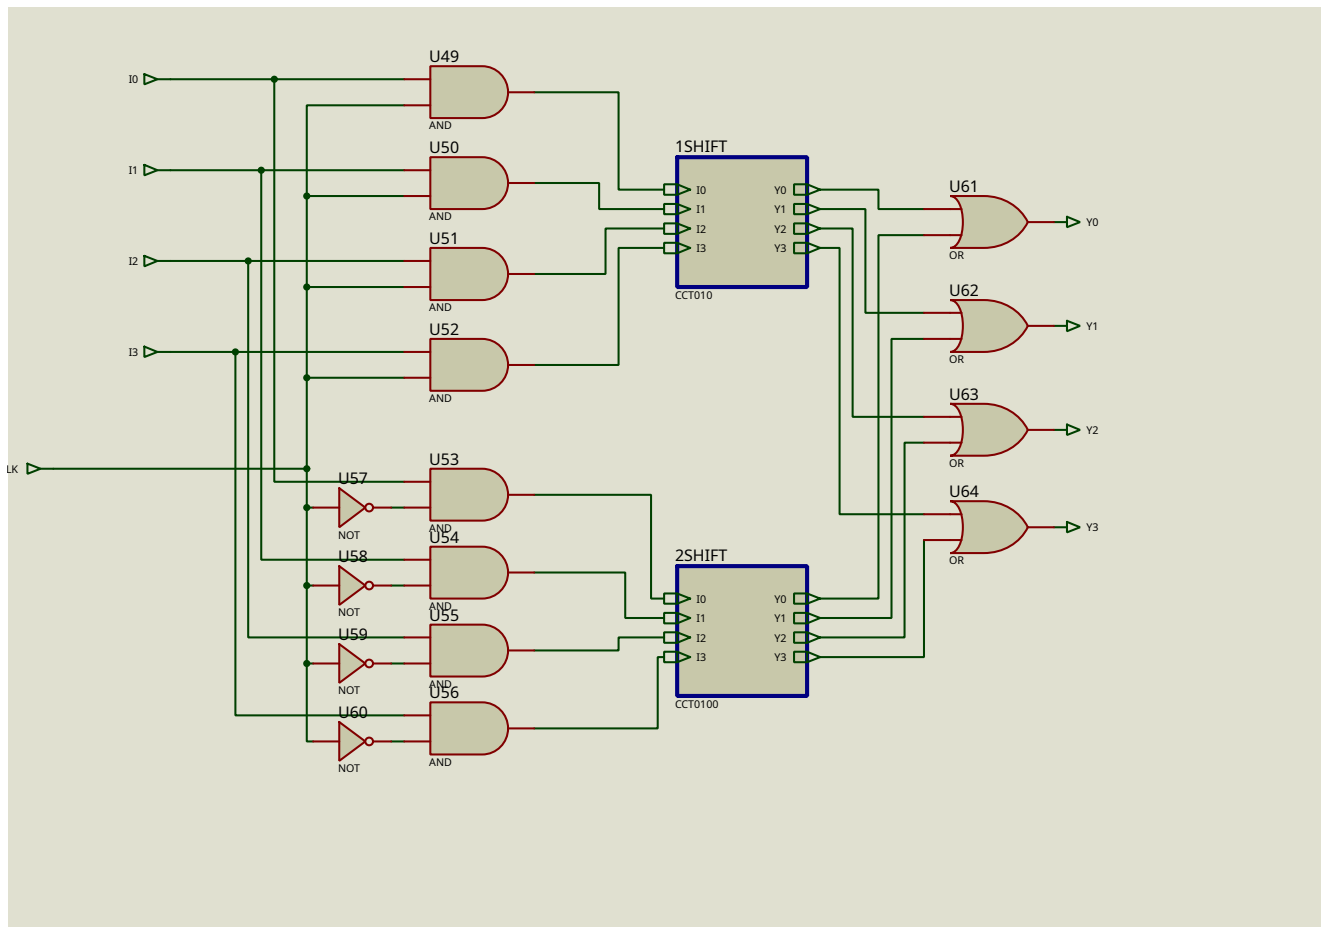 U49
I0
AND
U50
I1
AND
U51
I2
AND
U52
I3
AND
1SHIFT
I0 Y0
I1 Y1
I2 Y2
I3 Y3
CCT010
U61
Y0
OR
U62
Y1
OR
U63
Y2
OR
U64
Y3
OR
LK
U57
NOT
U53
AND
U58
NOT
U54
AND
U59
NOT
U55
AND
U60
NOT
U56
AND
2SHIFT
I0 Y0
I1 Y1
I2 Y2
I3 Y3
CCT0100